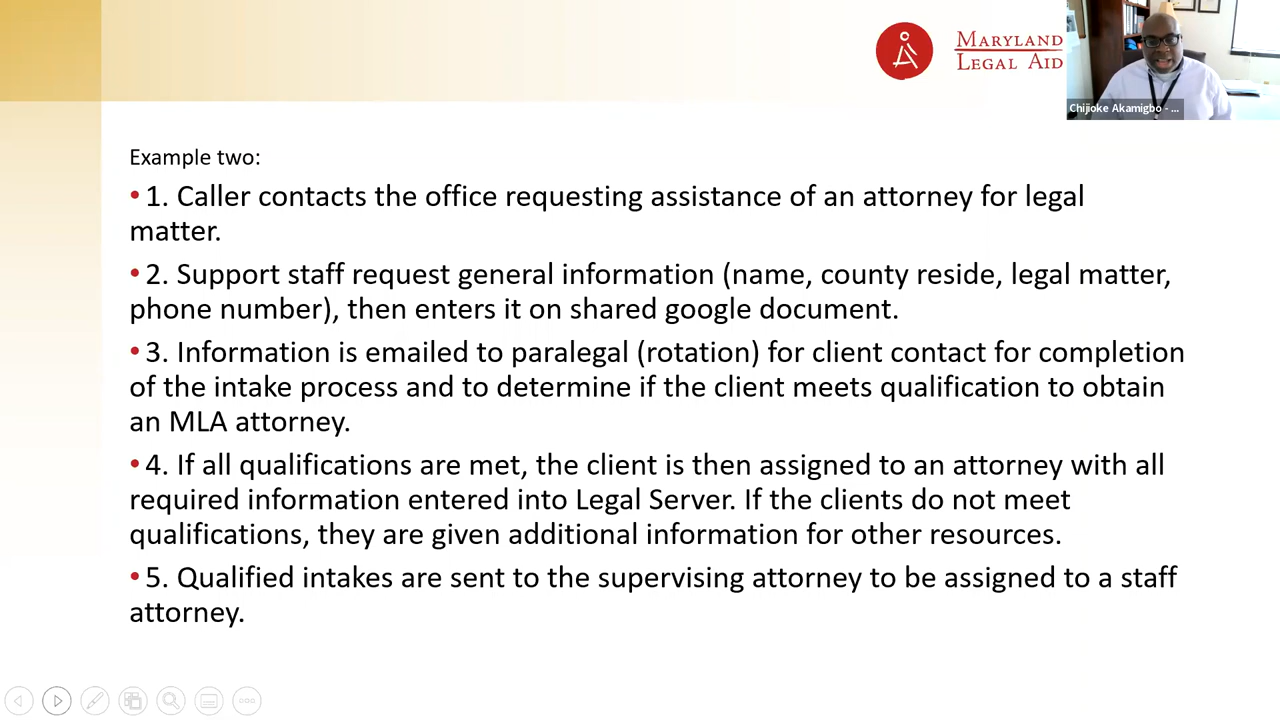 MARYLAND
LEGAL AID
Chijioke Akamigbo - ...
Example two:
•1. Caller contacts the office requesting assistance of an attorney for legal
matter.
•2. Support staff request general information (name, county reside, legal matter,
phone number), then enters it on shared google document.
•3. Information is emailed to paralegal (rotation) for client contact for completion
of the intake process and to determine if the client meets qualification to obtain
an MLA attorney.
•4. If all qualifications are met, the client is then assigned to an attorney with all
required information entered into Legal Server. If the clients do not meet
qualifications, they are given additional information for other resources.
•5. Qualified intakes are sent to the supervising attorney to be assigned to a staff
attorney.